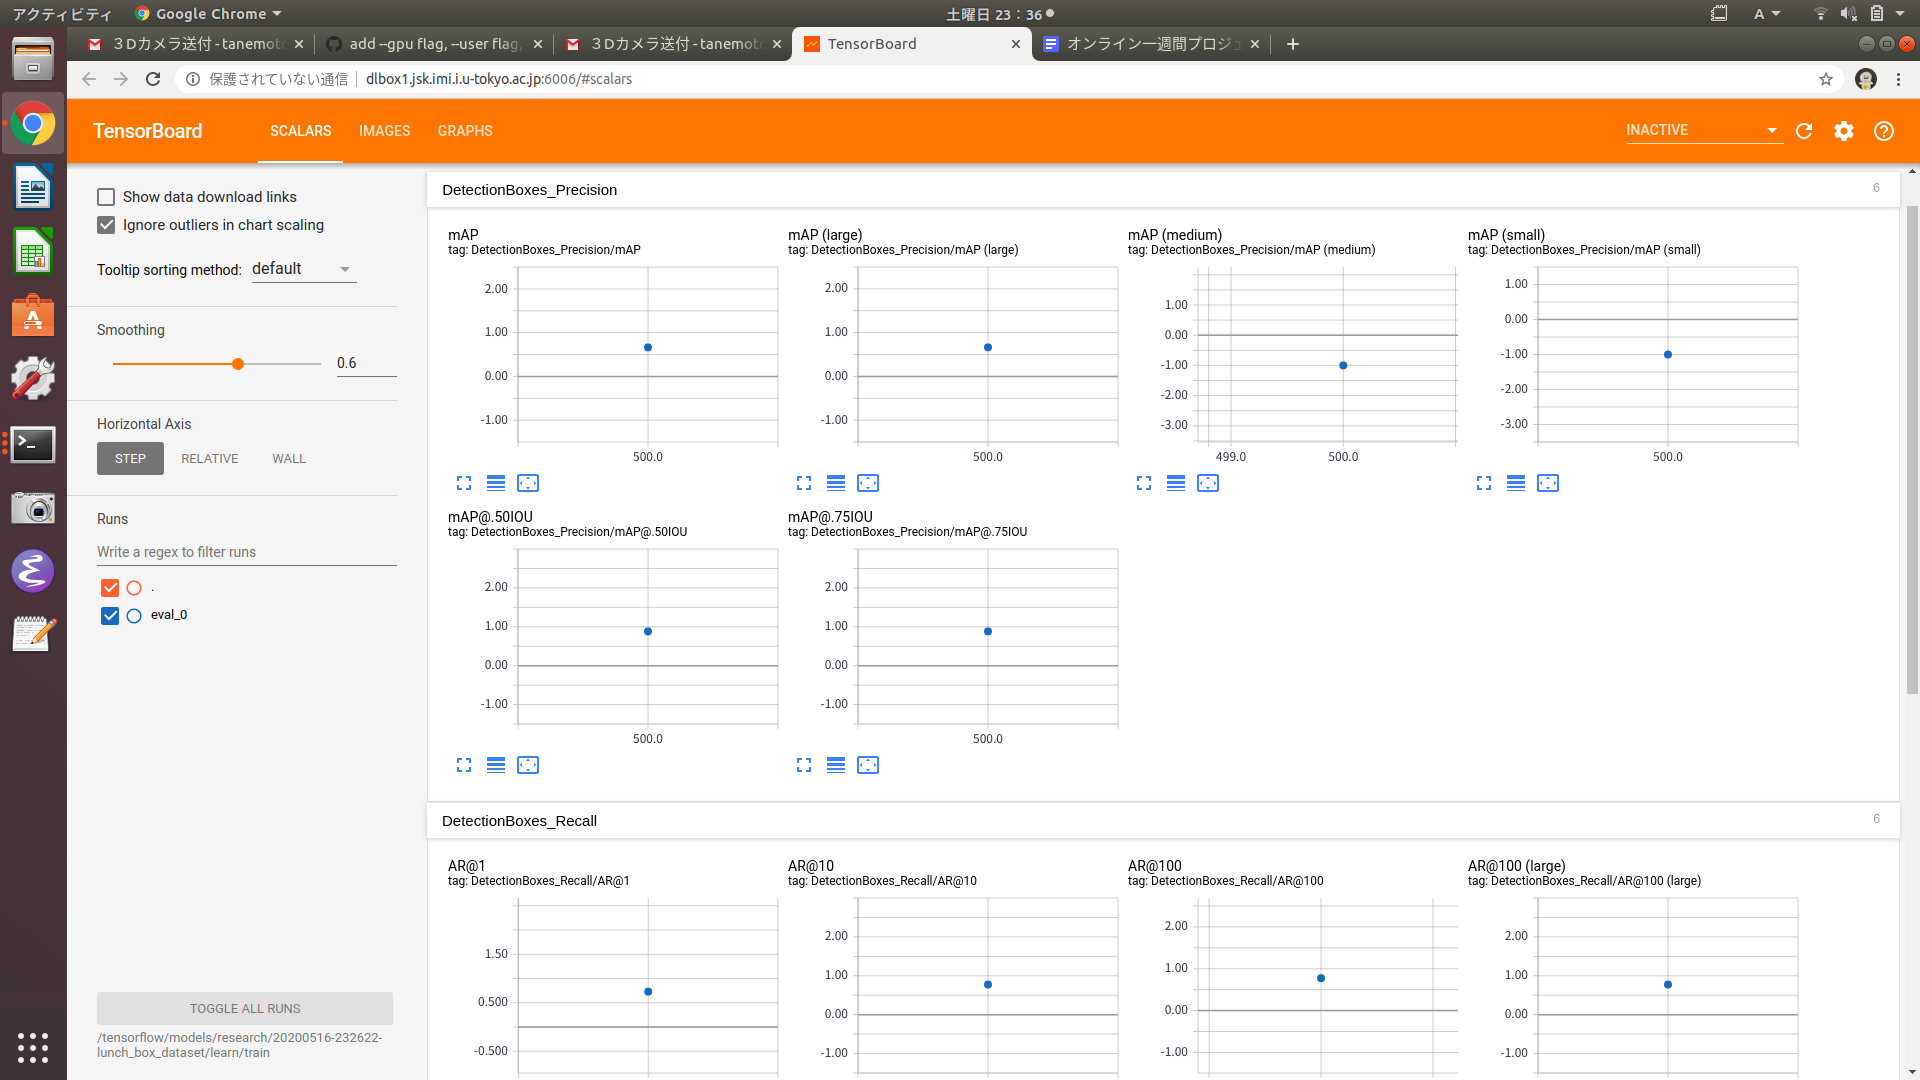 アクティビティ
Google Chrome
土曜日 23：36
A
３Dカメラ送付 - tanemot
add --gpu flag, --user flag,
３Dカメラ送付 - tanemot
TensorBoard
オンライン一週間プロジ
保護されていない通信
dlbox1.jsk.imi.i.u-tokyo.ac.jp:6006/#scalars
TensorBoard
SCALARS
IMAGES
GRAPHS
INACTIVE
Show data download links
Ignore outliers in chart scaling
Tooltip sorting method: default
Smoothing
0.6
Horizontal Axis
STEP
RELATIVE
WALL
Runs
Write a regex to filter runs
.
eval_0
TOGGLE ALL RUNS
/tensorflow/models/research/20200516-232622-
lunch_box_dataset/learn/train
DetectionBoxes_Precision
6
mAP
tag: DetectionBoxes_Precision/mAP
2.00
1.00
0.00
-1.00
500.0
mAP (large)
tag: DetectionBoxes_Precision/mAP (large)
2.00
1.00
0.00
-1.00
500.0
mAP (medium)
tag: DetectionBoxes_Precision/mAP (medium)
1.00
0.00
-1.00
-2.00
-3.00
499.0
500.0
mAP (small)
tag: DetectionBoxes_Precision/mAP (small)
1.00
0.00
-1.00
-2.00
-3.00
500.0
mAP@.50IOU
tag: DetectionBoxes_Precision/mAP@.50IOU
2.00
1.00
0.00
-1.00
500.0
mAP@.75IOU
tag: DetectionBoxes_Precision/mAP@.75IOU
2.00
1.00
0.00
-1.00
500.0
DetectionBoxes_Recall
6
AR@1
tag: DetectionBoxes_Recall/AR@1
1.50
0.500
-0.500
AR@10
tag: DetectionBoxes_Recall/AR@10
2.00
1.00
0.00
-1.00
AR@100
tag: DetectionBoxes_Recall/AR@100
2.00
1.00
0.00
-1.00
AR@100 (large)
tag: DetectionBoxes_Recall/AR@100 (large)
2.00
1.00
0.00
-1.00